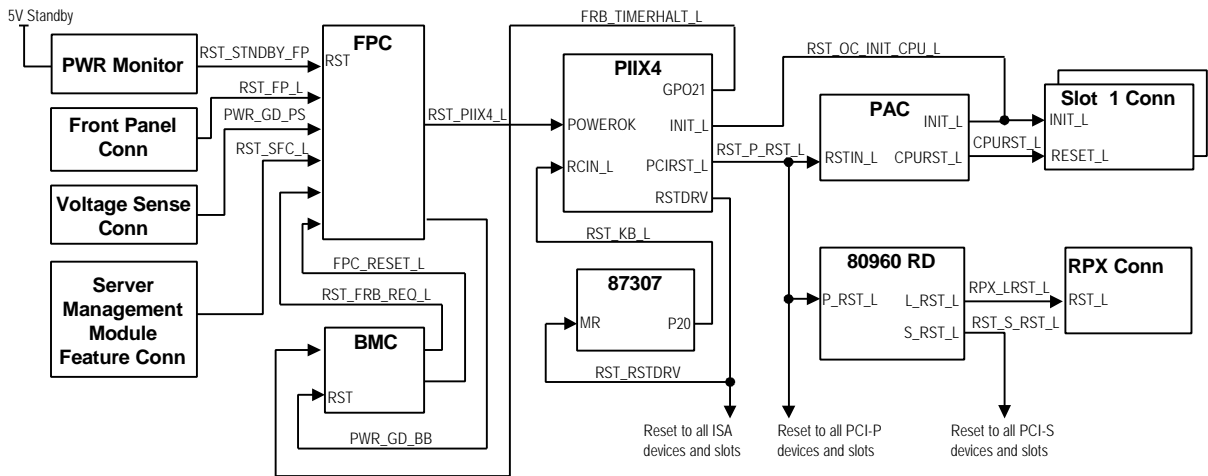 5V Standby
PWR Monitor
RST_STNDBY_FP
FPC
RST
RST_FP_L
Front Panel
Conn
PWR_GD_PS
RST_SFC_L
Voltage Sense
Conn
Server
Management
Module
Feature Conn
FPC_RESET_L
RST_FRB_REQ_L
BMC
RST
PWR_GD_BB
RST_PIIX4_L
FRB_TIMERHALT_L
PIIX4
GPO21
POWEROK
INIT_L
RCIN_L
PCIRST_L
RSTDRV
RST_KB_L
87307
MR
P20
RST_RSTDRV
RST_OC_INIT_CPU_L
RST_P_RST_L
PAC
INIT_L
RSTIN_L
CPURST_L
CPURST_L
Slot 1 Conn
INIT_L
RESET_L
80960 RD
P_RST_L
L_RST_L
S_RST_L
RPX_LRST_L
RST_S_RST_L
RPX Conn
RST_L
Reset to all ISA
devices and slots
Reset to all PCI-P
devices and slots
Reset to all PCI-S
devices and slots